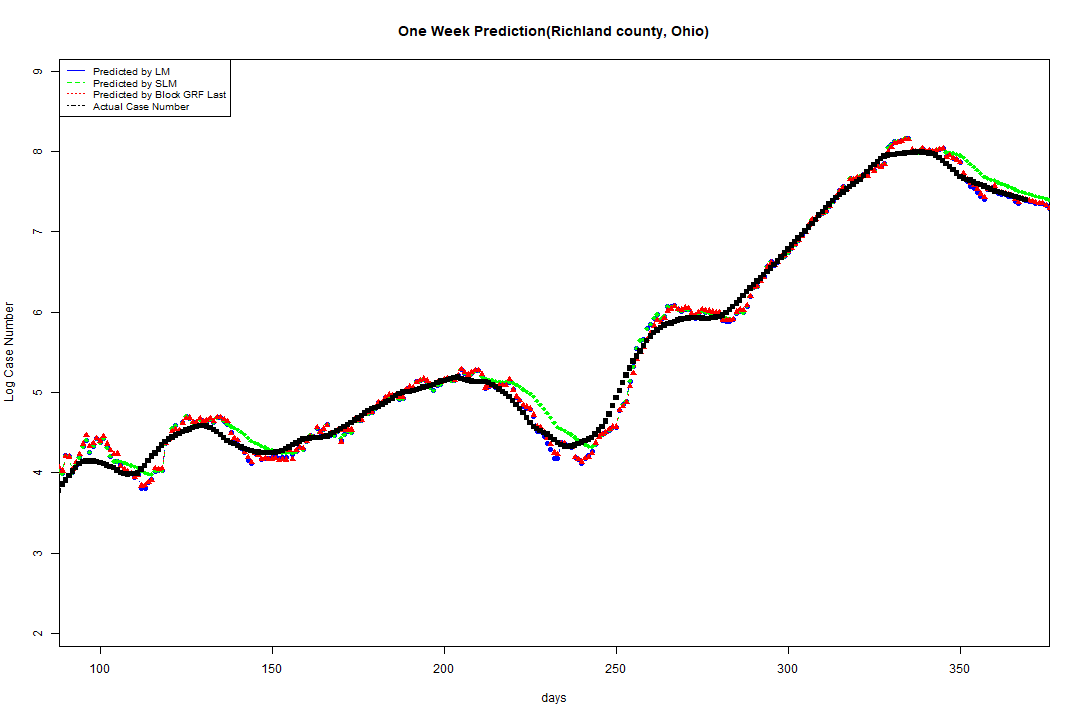 One Week Prediction(Richland county, Ohio)
Predicted by LM
Predicted by SLM
Predicted by Block GRF Last
Actual Case Number
9
8
7
6
5
4
3
2
Log Case Number
100 150 200 250 300 350
days